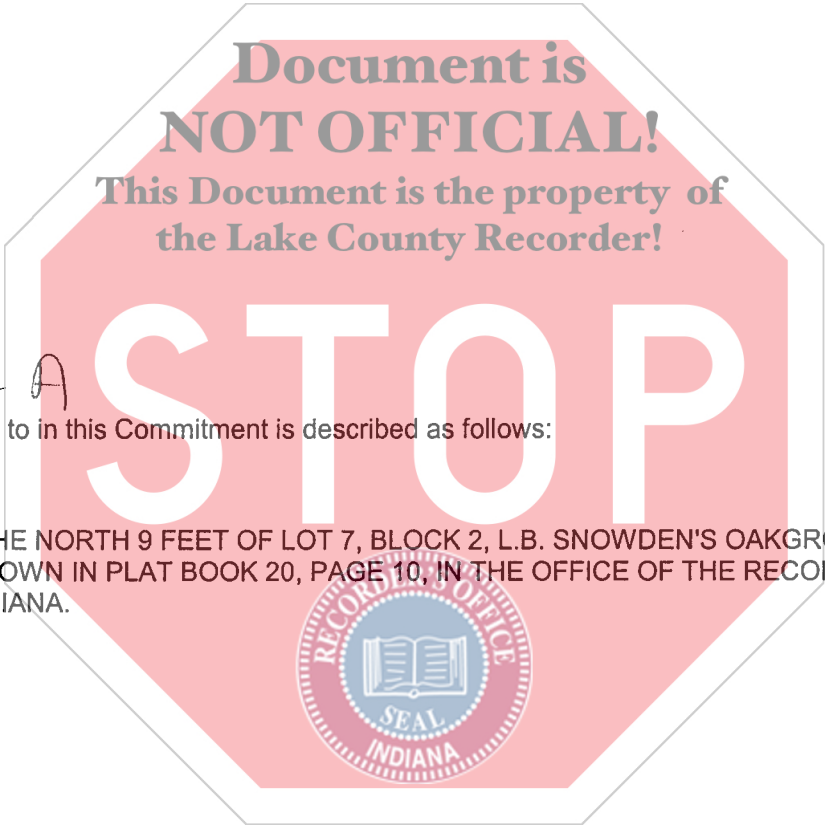 Document is
NOT OFFICIAL!
This Document is the property of
the Lake County Recorder!
STOP
A
to in this Commitment is described as follows:
HE NORTH 9 FEET OF LOT 7, BLOCK 2, L.B. SNOWDEN'S OAKGR
OWN IN PLAT BOOK 20, PAGE 10, IN THE OFFICE OF THE RECO
IANA.
RECORDER'S OFFICE
SEAL
INDIANA